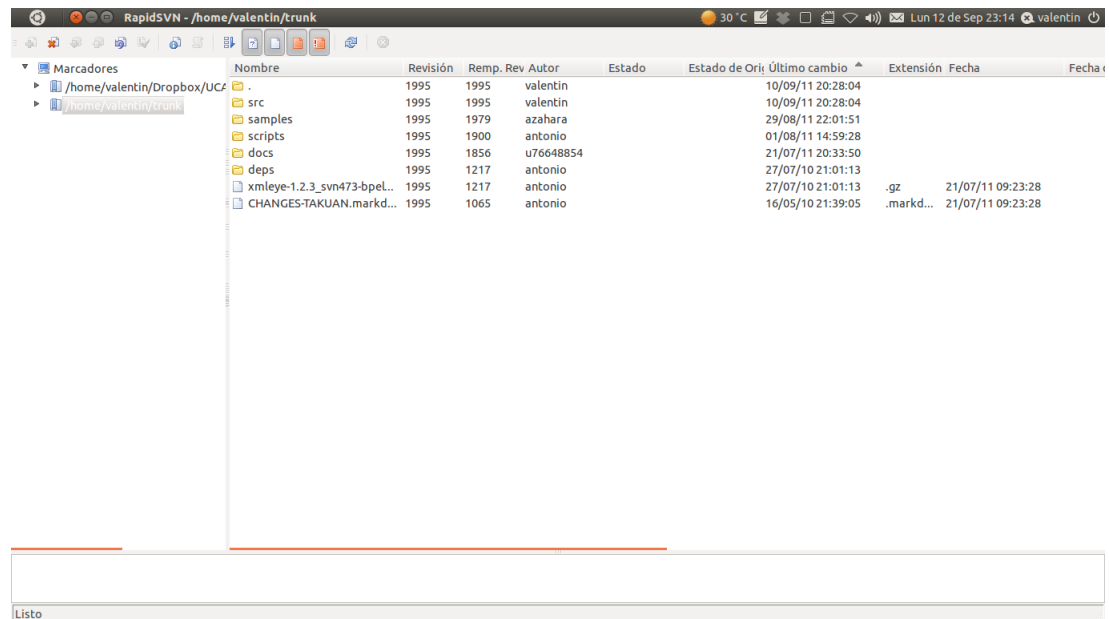 RapidSVN - /home/valentin/trunk 30 °C Lun 12 de Sep 23:14 valentin
Marcadores
/home/valentin/Dropbox/UCA
/home/valentin/trunk
Nombre Revisión Remp. Rev Autor Estado Estado de Orig Último cambio Extensión Fecha Fecha
. 1995 1995 valentin 10/09/11 20:28:04
src 1995 1995 valentin 10/09/11 20:28:04
samples 1995 1979 azahara 29/08/11 22:01:51
scripts 1995 1900 antonio 01/08/11 14:59:28
docs 1995 1856 u76648854 21/07/11 20:33:50
deps 1995 1217 antonio 27/07/10 21:01:13
xmleye-1.2.3_svn473-bpel... 1995 1217 antonio 27/07/10 21:01:13 .gz 21/07/11 09:23:28
CHANGES-TAKUAN.markd... 1995 1065 antonio 16/05/10 21:39:05 .markd... 21/07/11 09:23:28
Listo